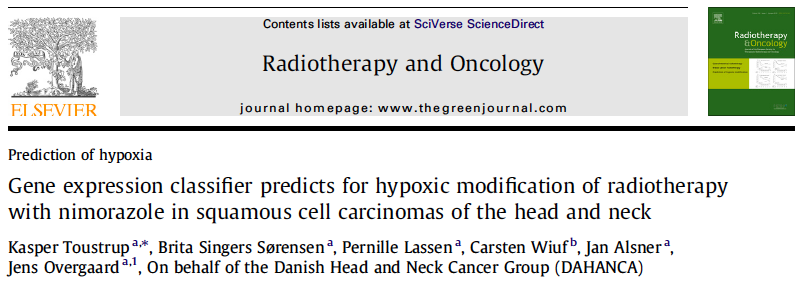 Contents lists available at SciVerse ScienceDirect
Radiotherapy and Oncology
journal homepage: www.thegreenjournal.com
ELSEVIER
Radiotherapy
&Oncology
Prediction of hypoxia
Gene expression classifier predicts for hypoxic modification of radiotherapy
with nimorazole in squamous cell carcinomas of the head and neck
Kasper Toustrup a,*, Brita Singers Sørensen a, Pernille Lassen a, Carsten Wiuf b, Jan Alsner a,
Jens Overgaard a,1, On behalf of the Danish Head and Neck Cancer Group (DAHANCA)